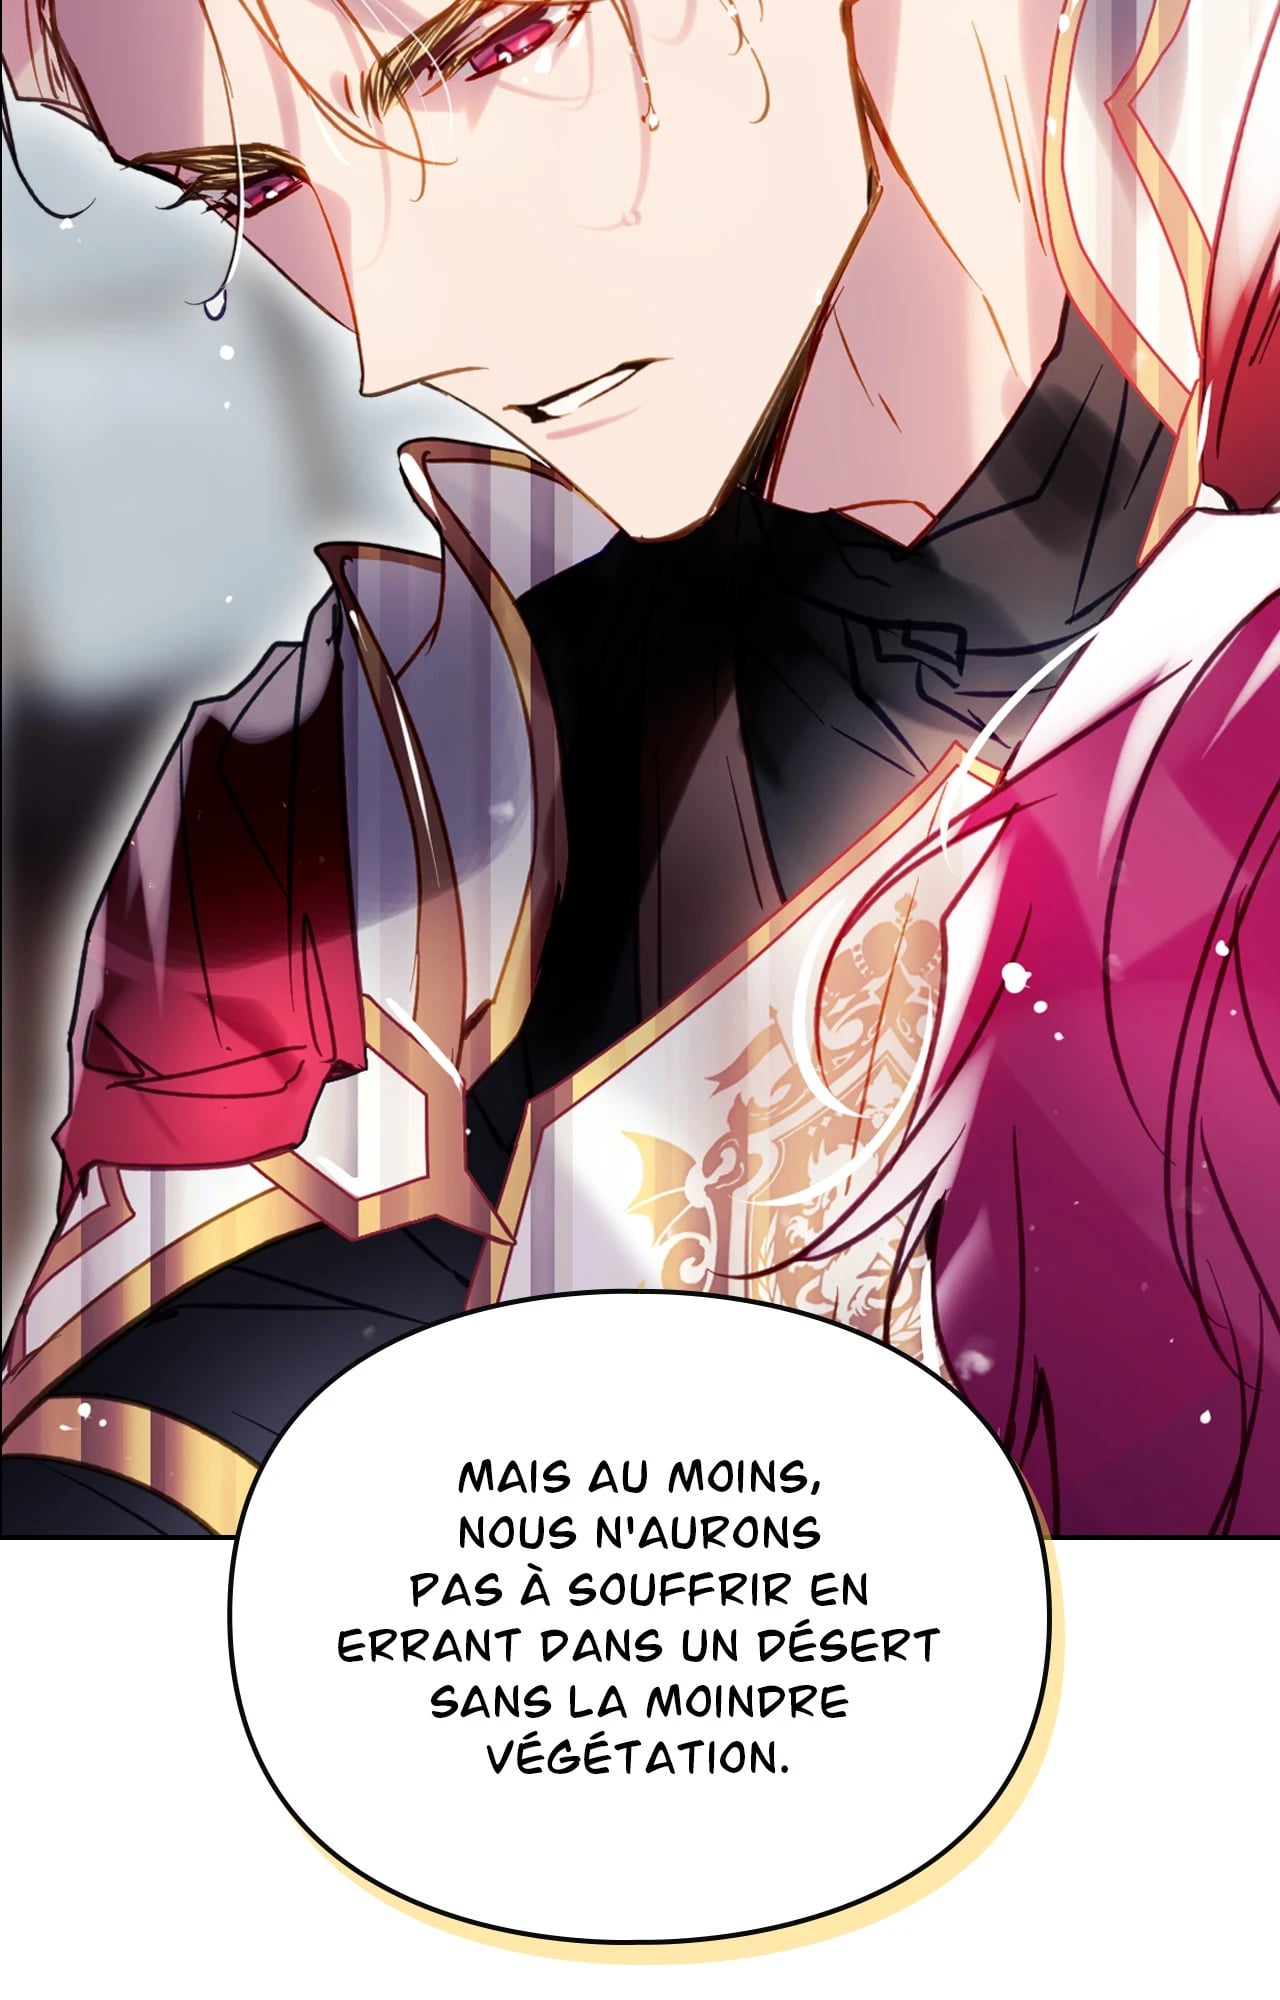 MAIS AU MOINS,
NOUS N'AURONS
PAS À SOUFFRIR EN
ERRANT DANS UN DÉSERT
SANS LA MOINDRE
VÉGÉTATION.